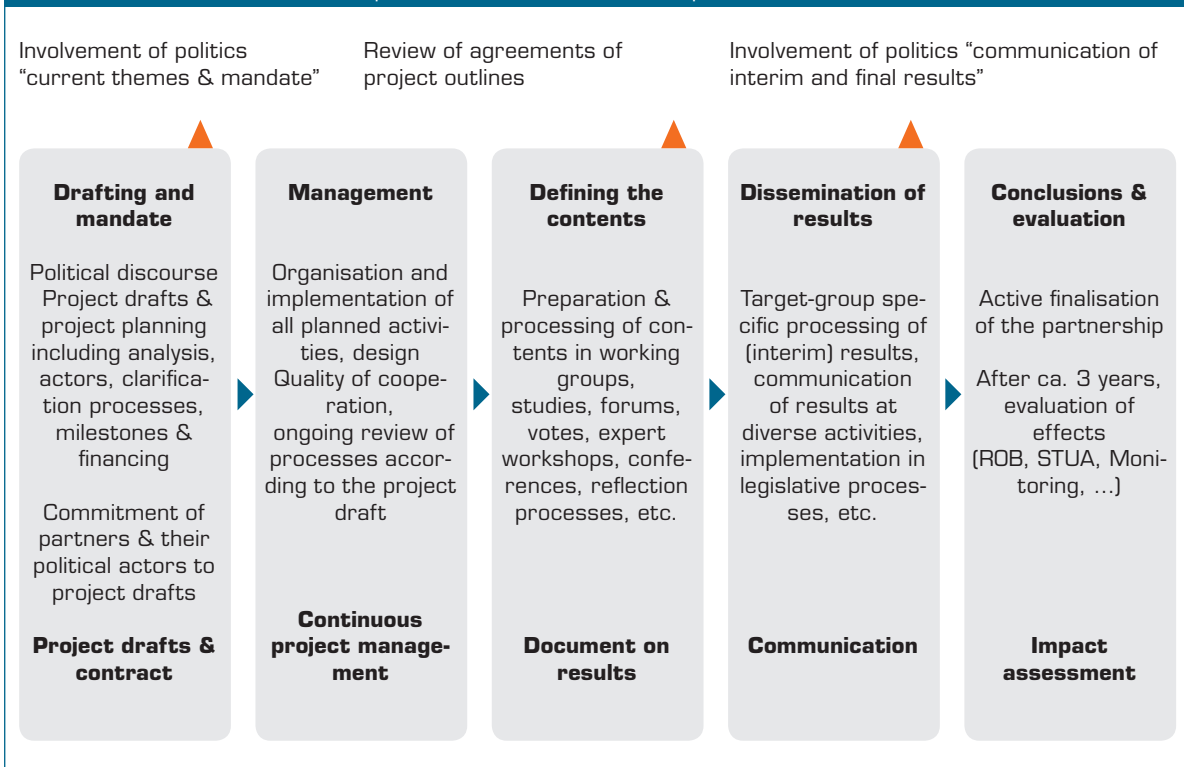 Involvement of politics
“current themes & mandate”
Review of agreements of
project outlines
Involvement of politics “communication of
interim and final results”
Drafting and
mandate
Political discourse
Project drafts &
project planning
including analysis,
actors, clarifica-
tion processes,
milestones &
financing
Commitment of
partners & their
political actors to
project drafts
Project drafts &
contract
Management
Organisation and
implementation of
all planned activi-
ties, design
Quality of coope-
ration,
ongoing review of
processes accor-
ding to the project
draft
Continuous
project manage-
ment
Defining the
contents
Preparation &
processing of con-
tents in working
groups,
studies, forums,
votes, expert
workshops, confe-
rences, reflection
processes, etc.
Document on
results
Dissemination of
results
Target-group spe-
cific processing of
(interim) results,
communication
of results at
diverse activities,
implementation in
legislative proces-
ses, etc.
Communication
Conclusions &
evaluation
Active finalisation
of the partnership
After ca. 3 years,
evaluation of
effects
(ROB, STUA, Moni-
toring, ...)
Impact
assessment